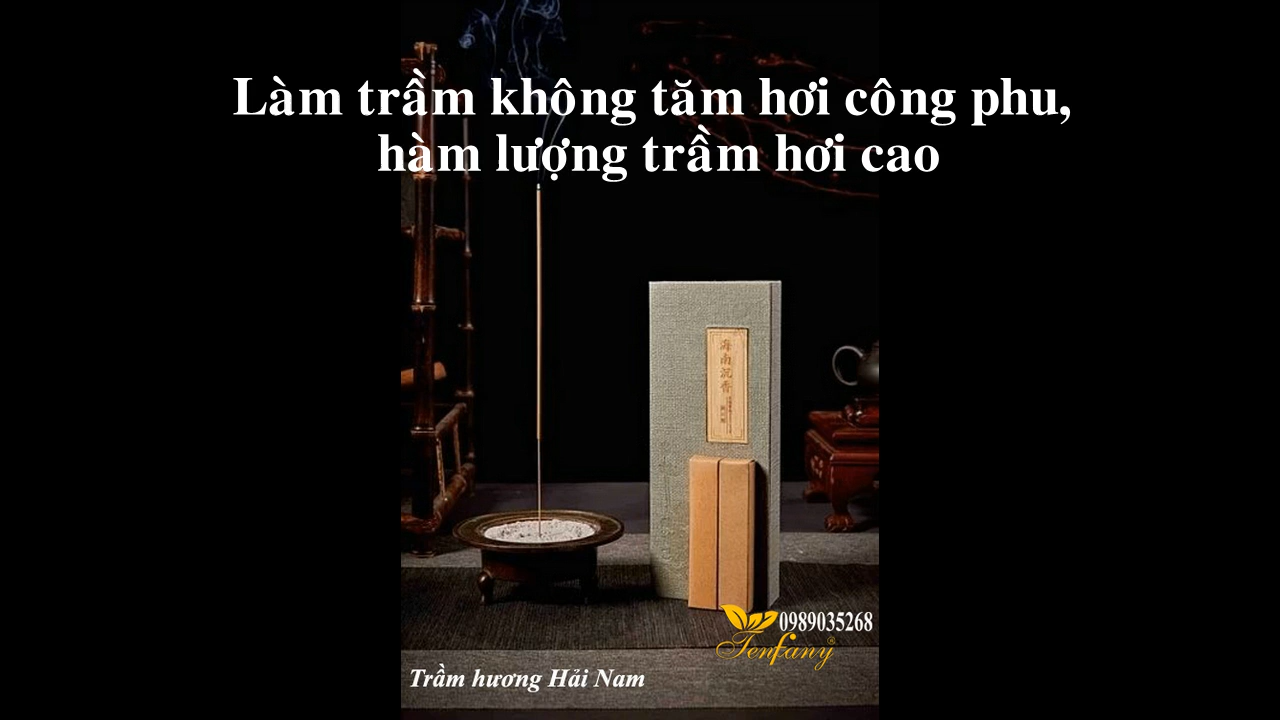 Làm trầm không tăm hơi công phu,
hàm lượng trầm hơi cao
海南沉香
0989035268
Tenfany
Trầm hương Hải Nam